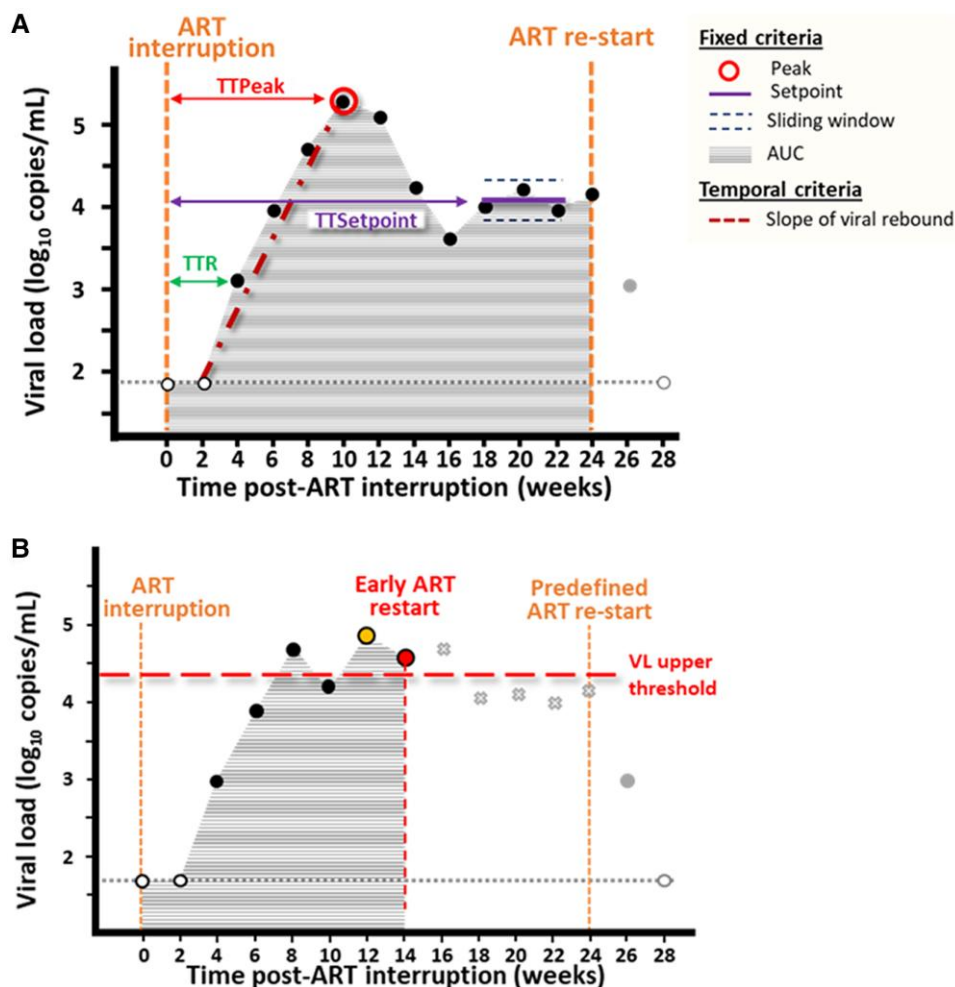 A
ART
interruption
ART re-start
TTPeak
TTSetpoint
TTR
Viral load (log₁₀ copies/mL)
5
4
3
2
0 2 4 6 8 10 12 14 16 18 20 22 24 26 28
Time post-ART interruption (weeks)
Fixed criteria
Peak
Setpoint
Sliding window
AUC
Temporal criteria
Slope of viral rebound
B
ART
interruption
Early ART
restart
Predefined
ART re-start
VL upper
threshold
Viral load (log₁₀ copies/mL)
5
4
3
2
0 2 4 6 8 10 12 14 16 18 20 22 24 26 28
Time post-ART interruption (weeks)